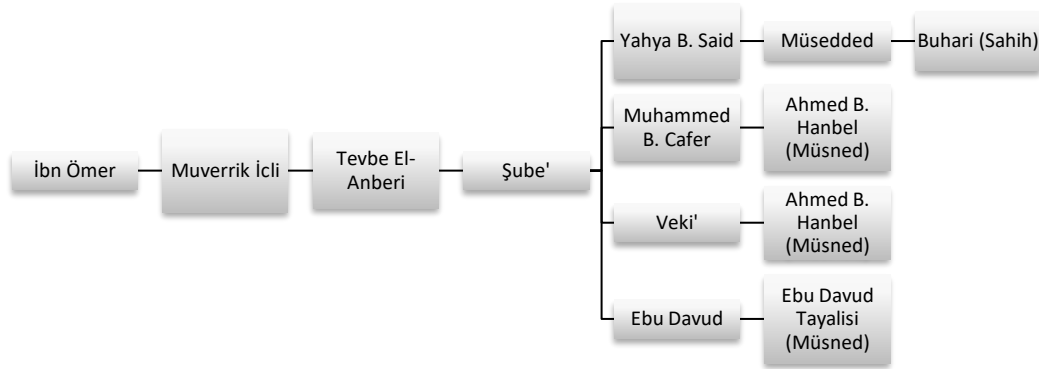 İbn Ömer
Muverrik İcli
Tevbe El-
Anberi
Şube'
Yahya B. Said
Müsedded
Buhari (Sahih)
Muhammed
B. Cafer
Ahmed B.
Hanbel
(Müsned)
Veki'
Ahmed B.
Hanbel
(Müsned)
Ebu Davud
Ebu Davud
Tayalisi
(Müsned)